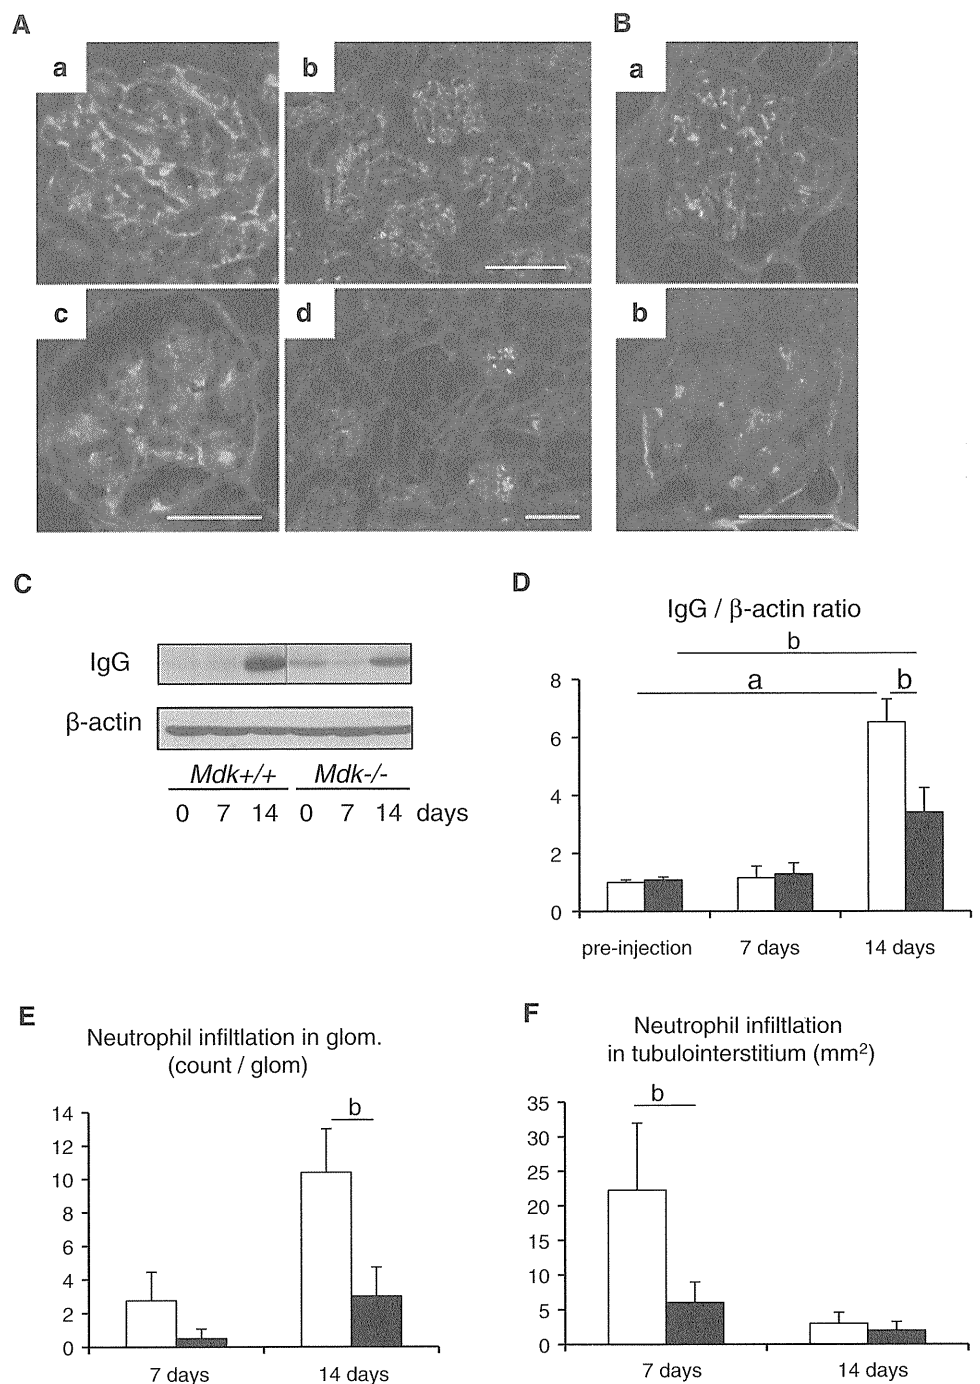 A
B
a
b
a
c
d
b
C
IgG
β-actin
Mdk+/+ Mdk-/-
0 7 14 0 7 14 days
D
IgG / β-actin ratio
b
a b
8
6
4
2
0
pre-injection 7 days 14 days
E
Neutrophil infiltlation in glom.
(count / glom)
b
14
12
10
8
6
4
2
0
7 days 14 days
F
Neutrophil infiltlation
in tubulointerstitium (mm²)
b
35
30
25
20
15
10
5
0
7 days 14 days